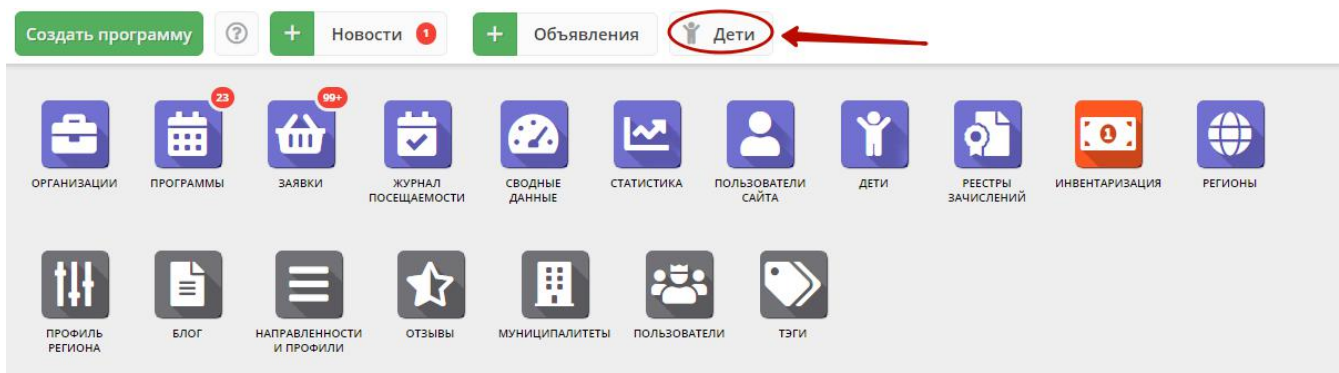 Создать программу ? + Новости 1 + Объявления Дети
23 99+
1
ОРГАНИЗАЦИИ ПРОГРАММЫ ЗАЯВКИ ЖУРНАЛ ПОСЕЩАЕМОСТИ СВОДНЫЕ ДАННЫЕ СТАТИСТИКА ПОЛЬЗОВАТЕЛИ САЙТА ДЕТИ РЕЕСТРЫ ЗАЧИСЛЕНИЙ ИНВЕНТАРИЗАЦИЯ РЕГИОНЫ
ПРОФИЛЬ РЕГИОНА БЛОГ НАПРАВЛЕННОСТИ И ПРОФИЛИ ОТЗЫВЫ МУНИЦИПАЛИТЕТЫ ПОЛЬЗОВАТЕЛИ ТЭГИ